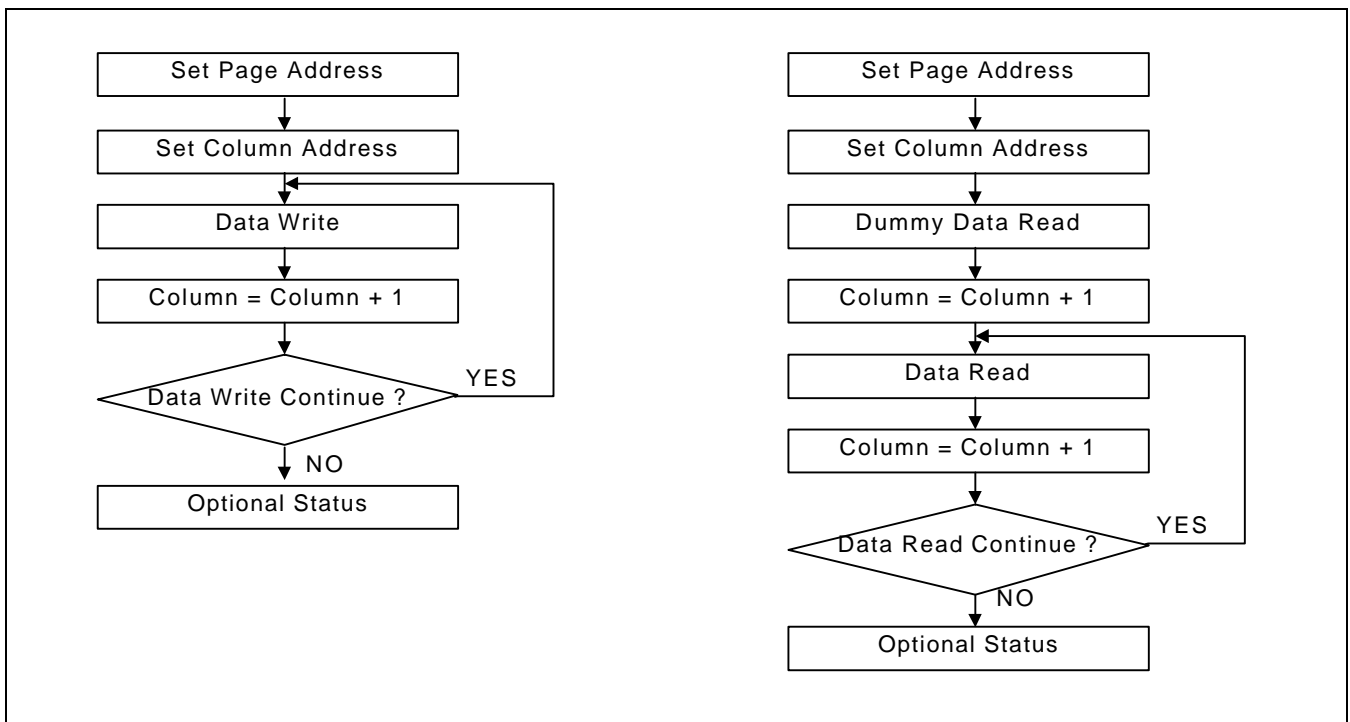 Set Page Address
Set Column Address
Data Write
Column = Column + 1
Data Write Continue ?
YES
NO
Optional Status
Set Page Address
Set Column Address
Dummy Data Read
Column = Column + 1
Data Read
Column = Column + 1
Data Read Continue ?
YES
NO
Optional Status